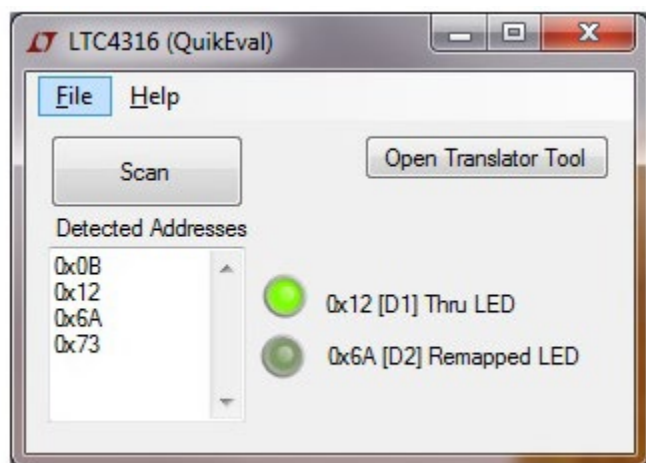 LTC4316 (QuikEval)
File Help
Scan
Open Translator Tool
Detected Addresses
0x0B
0x12
0x6A
0x73
0x12 [D1] Thru LED
0x6A [D2] Remapped LED